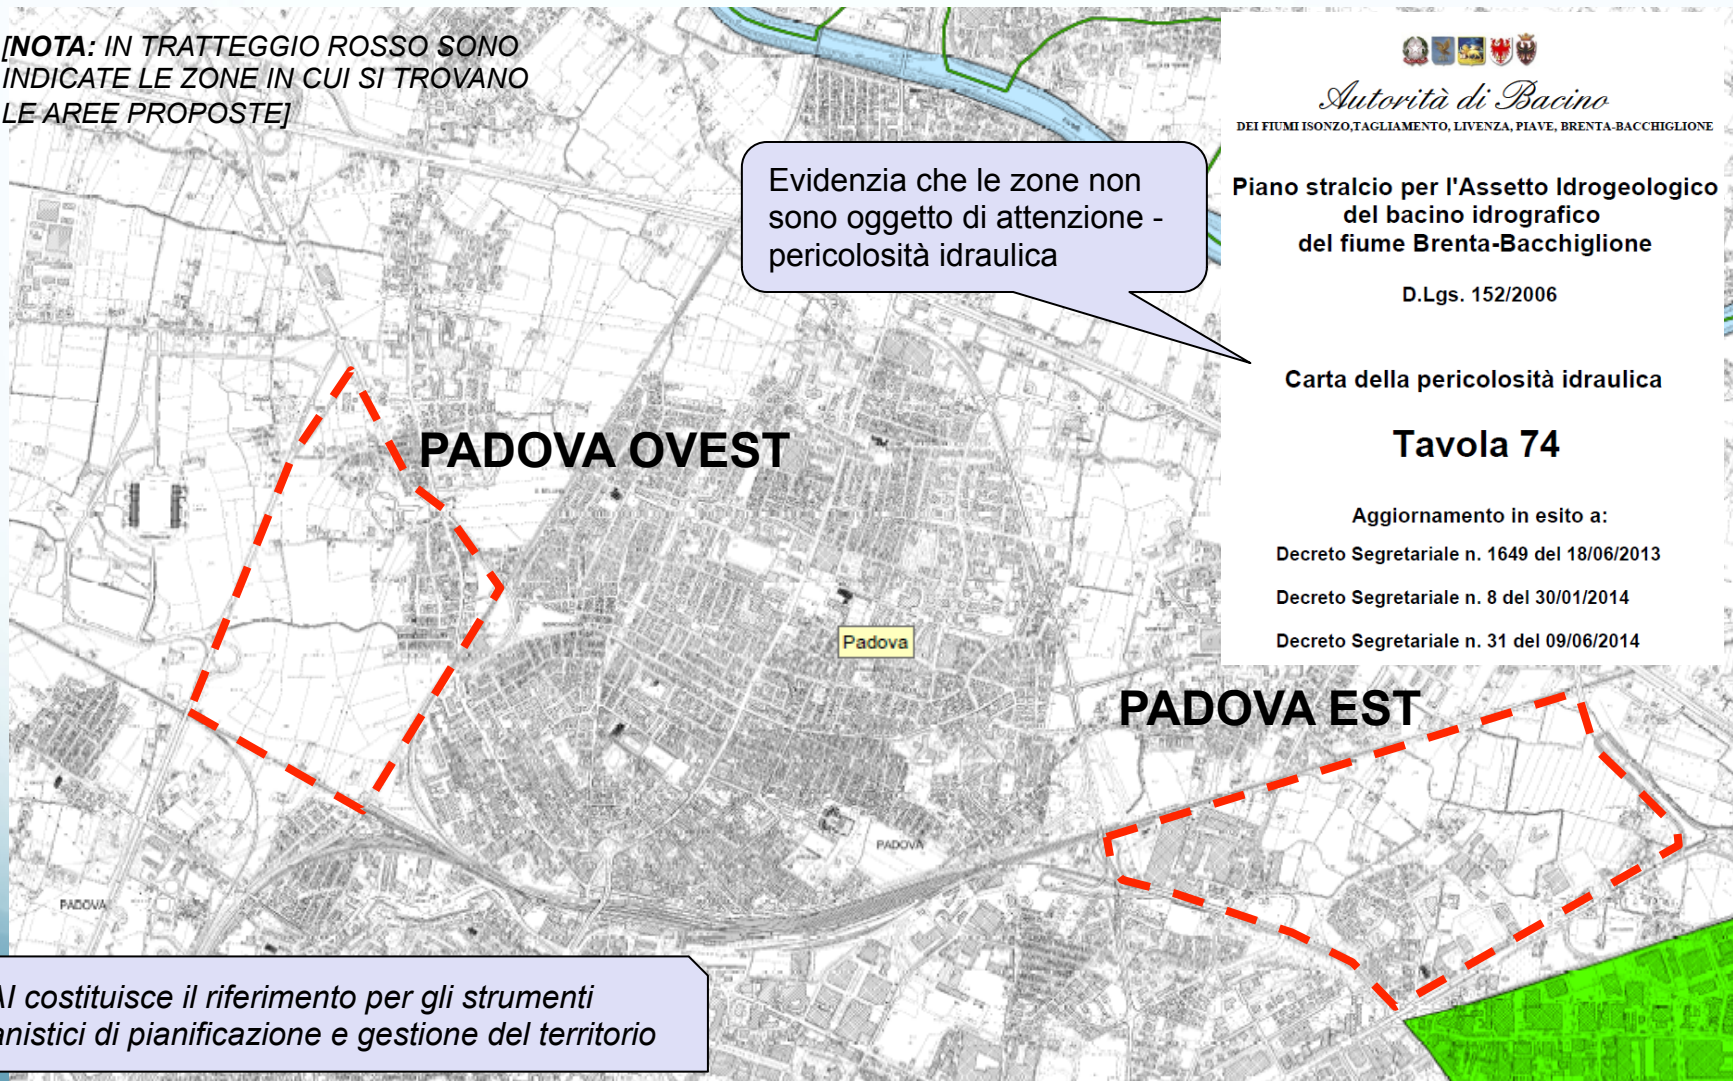 [NOTA: IN TRATTEGGIO ROSSO SONO
INDICATE LE ZONE IN CUI SI TROVANO
LE AREE PROPOSTE]
Autorità di Bacino
DEI FIUMI ISONZO,TAGLIAMENTO, LIVENZA, PIAVE, BRENTA-BACCHIGLIONE
Piano stralcio per l'Assetto Idrogeologico
del bacino idrografico
del fiume Brenta-Bacchiglione
D.Lgs. 152/2006
Carta della pericolosità idraulica
Tavola 74
Aggiornamento in esito a:
Decreto Segretariale n. 1649 del 18/06/2013
Decreto Segretariale n. 8 del 30/01/2014
Decreto Segretariale n. 31 del 09/06/2014
Evidenzia che le zone non
sono oggetto di attenzione -
pericolosità idraulica
PADOVA OVEST
Padova
PADOVA EST
PADOVA
PADOVA
AI costituisce il riferimento per gli strumenti
anistici di pianificazione e gestione del territorio